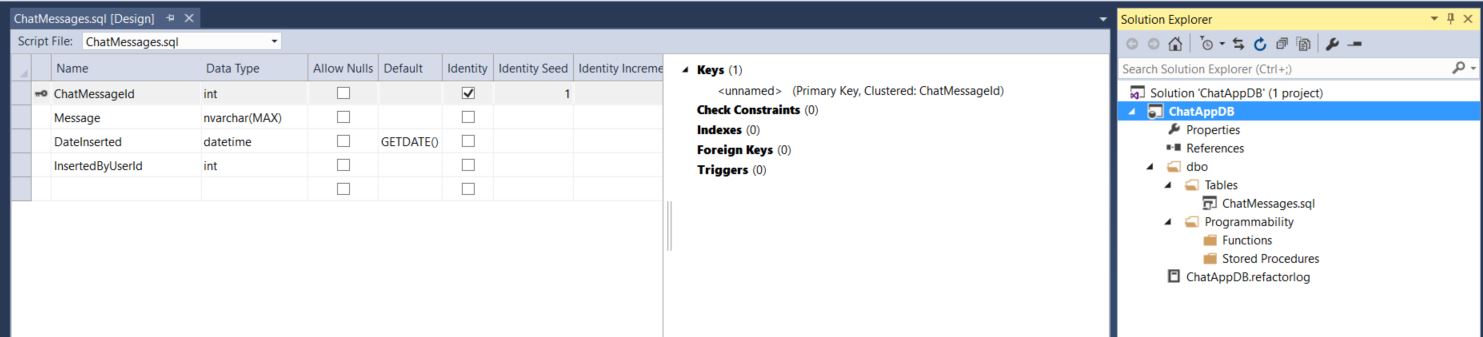 ChatMessages.sql [Design]
Script File: ChatMessages.sql
Name Data Type Allow Nulls Default Identity Identity Seed Identity Increme
ChatMessageId int 1
Message nvarchar(MAX)
DateInserted datetime GETDATE()
InsertedByUserId int
Keys (1)
<unnamed> (Primary Key, Clustered: ChatMessageId)
Check Constraints (0)
Indexes (0)
Foreign Keys (0)
Triggers (0)
Solution Explorer
Search Solution Explorer (Ctrl+;)
Solution 'ChatAppDB' (1 project)
ChatAppDB
Properties
References
dbo
Tables
ChatMessages.sql
Programmability
Functions
Stored Procedures
ChatAppDB.refactorlog